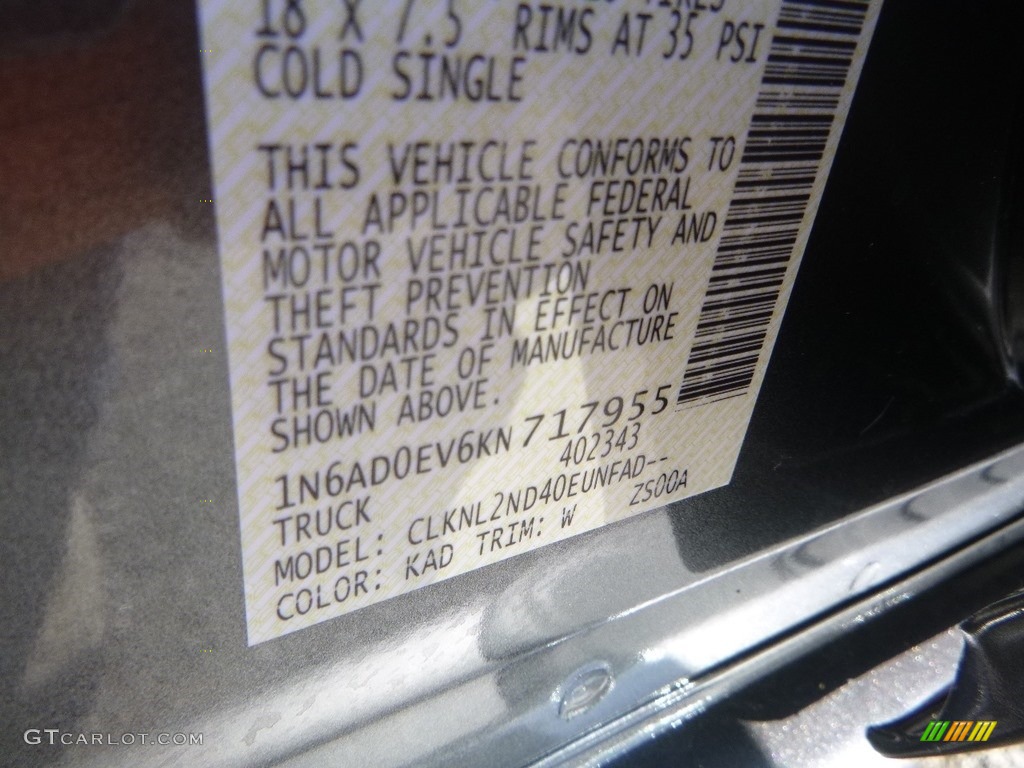 18 X 7.5 RIMS AT 35 PSI
COLD SINGLE
THIS VEHICLE CONFORMS TO
ALL APPLICABLE FEDERAL
MOTOR VEHICLE SAFETY AND
THEFT PREVENTION
STANDARDS IN EFFECT ON
THE DATE OF MANUFACTURE
SHOWN ABOVE.
1N6AD0EV6KN717955
TRUCK 402343
MODEL: CLKNL2ND40EUNFAD--
COLOR: KAD TRIM: W ZS00A
GTCARLOT.COM